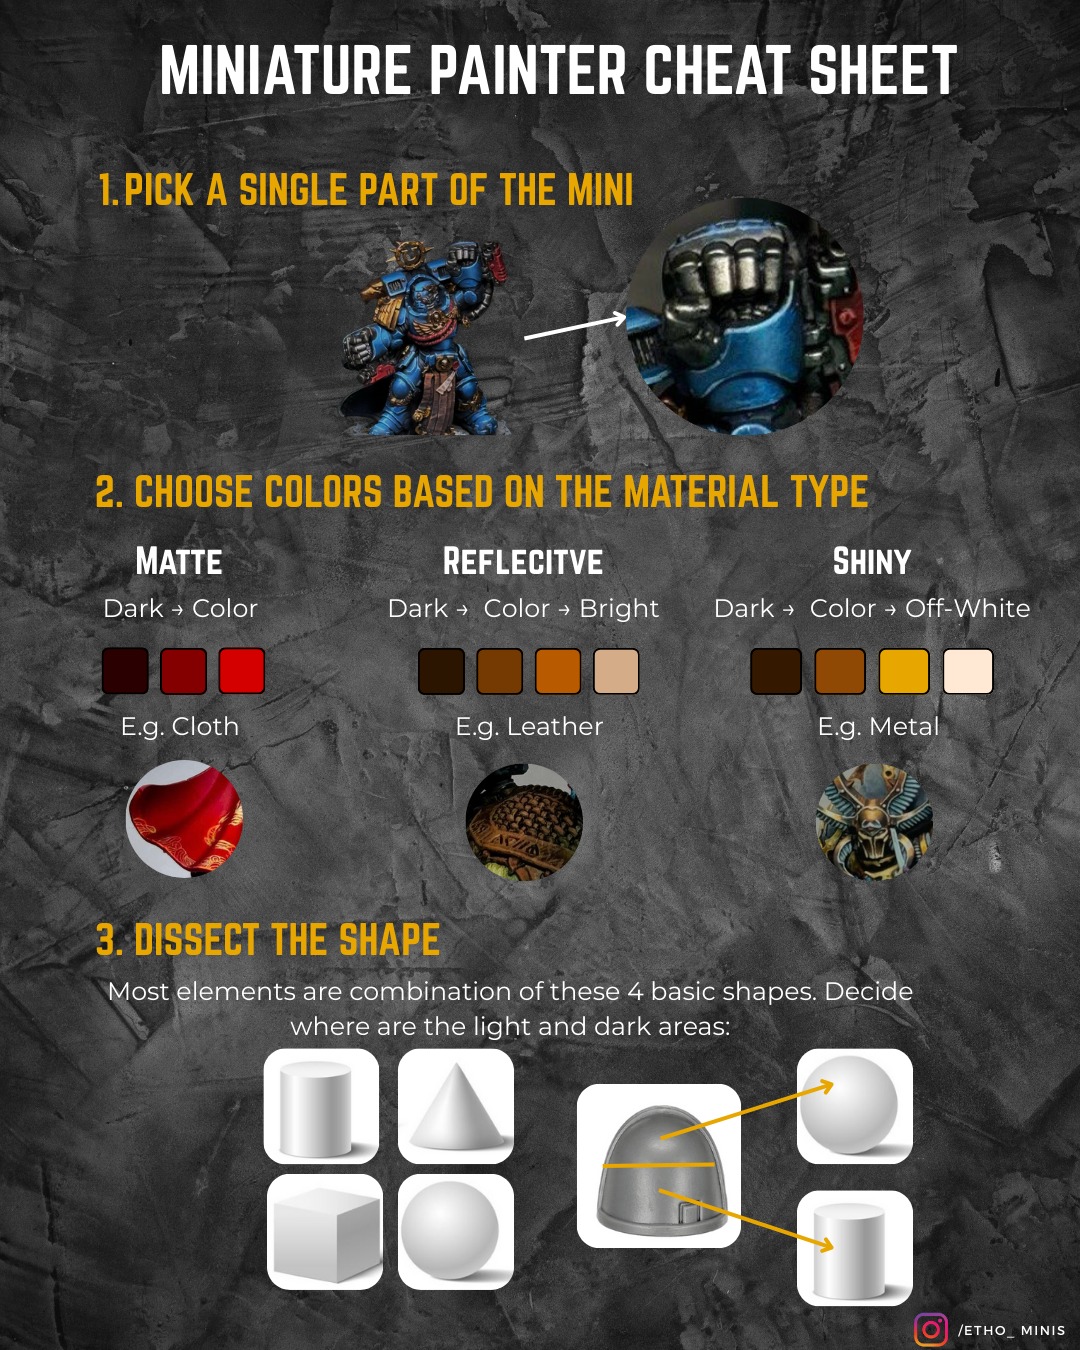 MINIATURE PAINTER CHEAT SHEET
1. PICK A SINGLE PART OF THE MINI
2. CHOOSE COLORS BASED ON THE MATERIAL TYPE
MATTE
Dark → Color
E.g. Cloth
REFLECITVE
Dark → Color → Bright
E.g. Leather
SHINY
Dark → Color → Off-White
E.g. Metal
3. DISSECT THE SHAPE
Most elements are combination of these 4 basic shapes. Decide
where are the light and dark areas:
/ETHO_ MINIS